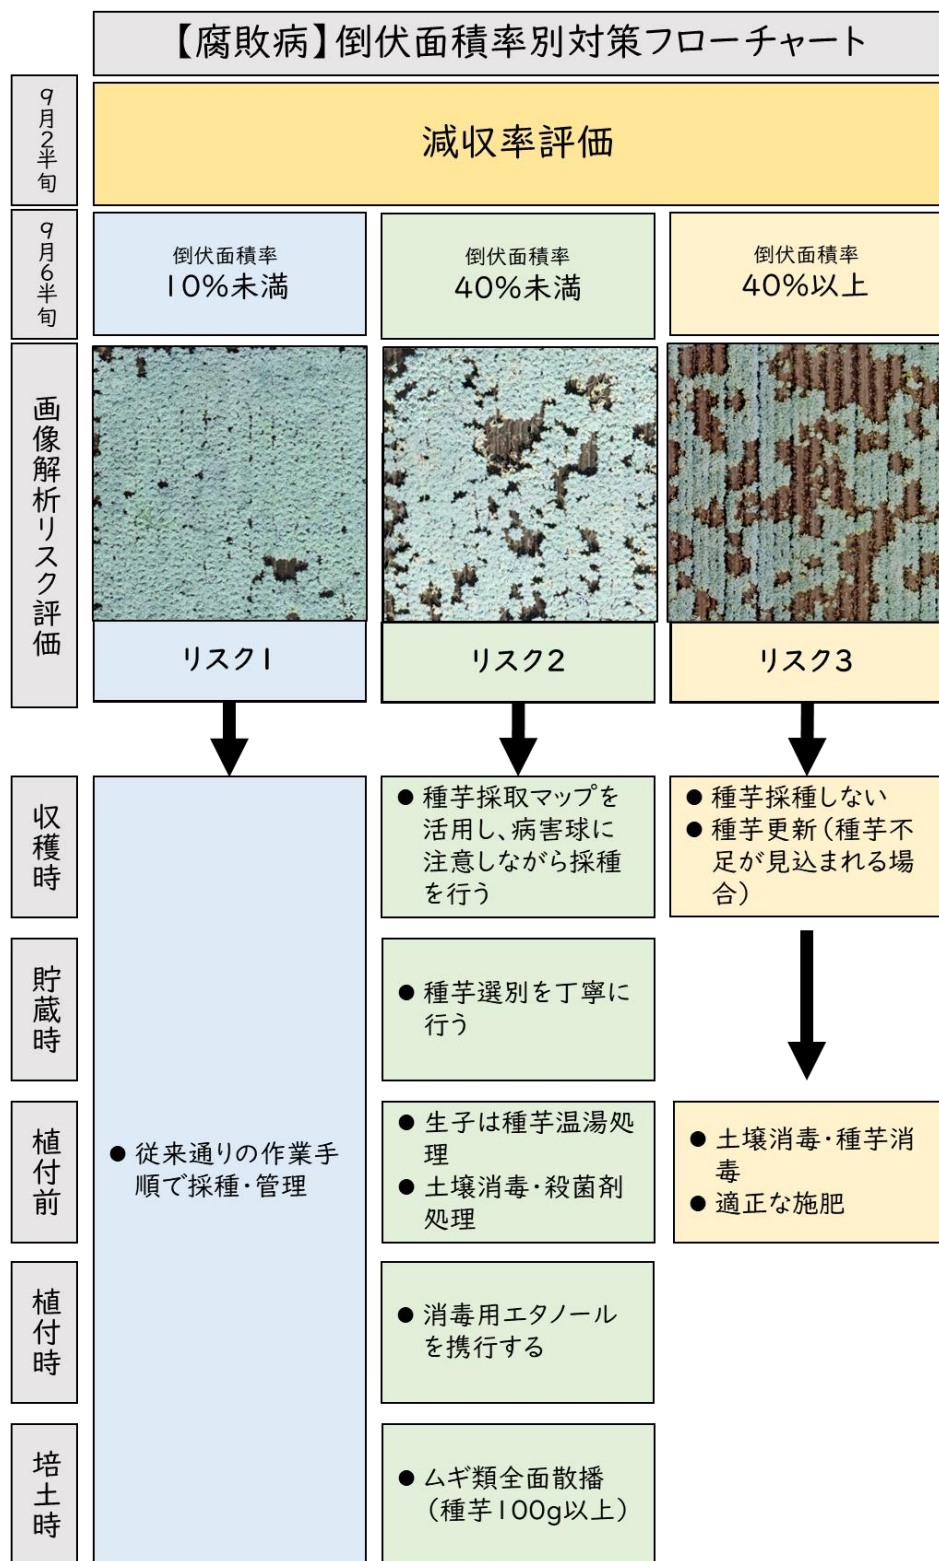 【腐敗病】倒伏面積率別対策フローチャート
9月2半旬
減収率評価
9月6半旬
倒伏面積率
10%未満
倒伏面積率
40%未満
倒伏面積率
40%以上
画像解析リスク評価
リスク1
リスク2
リスク3
収穫時
● 種芋採取マップを
活用し、病害球に
注意しながら採種
を行う
● 種芋採種しない
● 種芋更新(種芋不
足が見込まれる場
合)
貯蔵時
● 種芋選別を丁寧に
行う
植付前
● 従来通りの作業手
順で採種・管理
● 生子は種芋温湯処
理
● 土壌消毒・殺菌剤
処理
● 土壌消毒・種芋消
毒
● 適正な施肥
植付時
● 消毒用エタノール
を携行する
培土時
● ムギ類全面散播
(種芋100g以上)